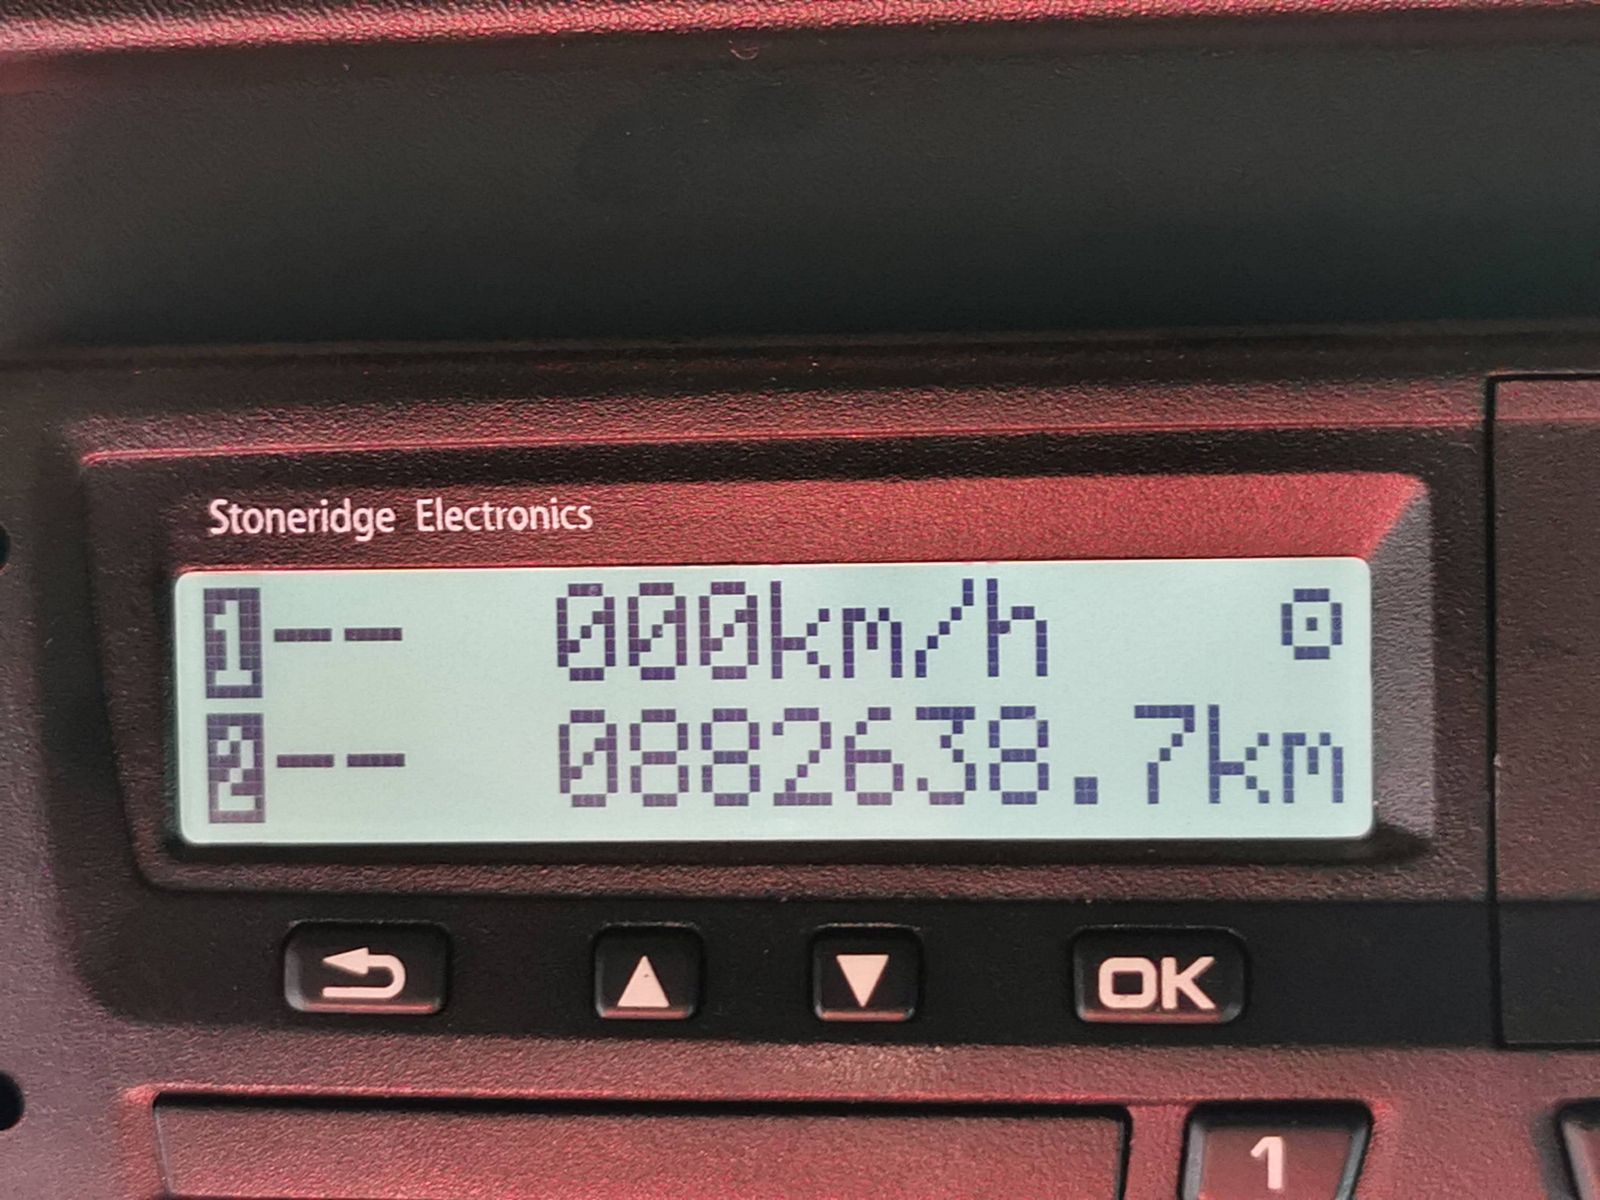 Stoneridge Electronics
1-- 000km/h
2-- 0882638.7km
OK
1